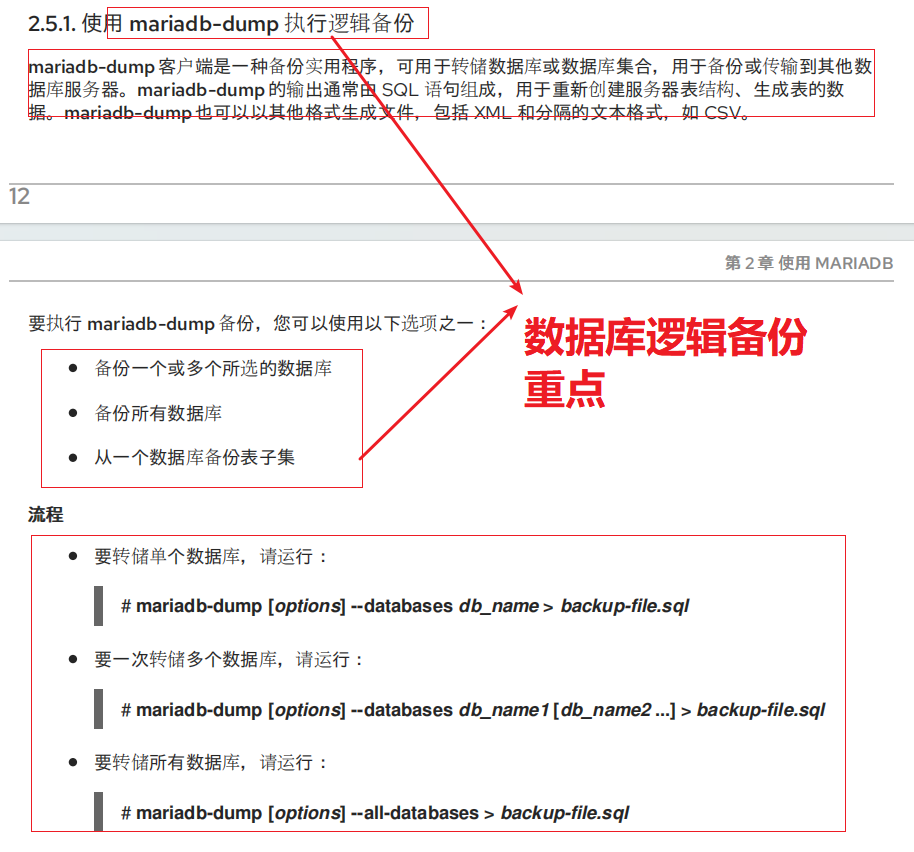 2.5.1. 使用 mariadb-dump 执行逻辑备份
mariadb-dump 客户端是一种备份实用程序，可用于转储数据库或数据库集合，用于备份或传输到其他数
据库服务器。mariadb-dump 的输出通常由 SQL 语句组成，用于重新创建服务器表结构、生成表的数
据。mariadb-dump 也可以以其他格式生成文件，包括 XML 和分隔的文本格式，如 CSV。
12
第 2 章 使用 MARIADB
要执行 mariadb-dump 备份，您可以使用以下选项之一：
数据库逻辑备份
重点
● 备份一个或多个所选的数据库
● 备份所有数据库
● 从一个数据库备份表子集
流程
● 要转储单个数据库，请运行：
# mariadb-dump [options] --databases db_name > backup-file.sql
● 要一次转储多个数据库，请运行：
# mariadb-dump [options] --databases db_name1 [db_name2 ...] > backup-file.sql
● 要转储所有数据库，请运行：
# mariadb-dump [options] --all-databases > backup-file.sql